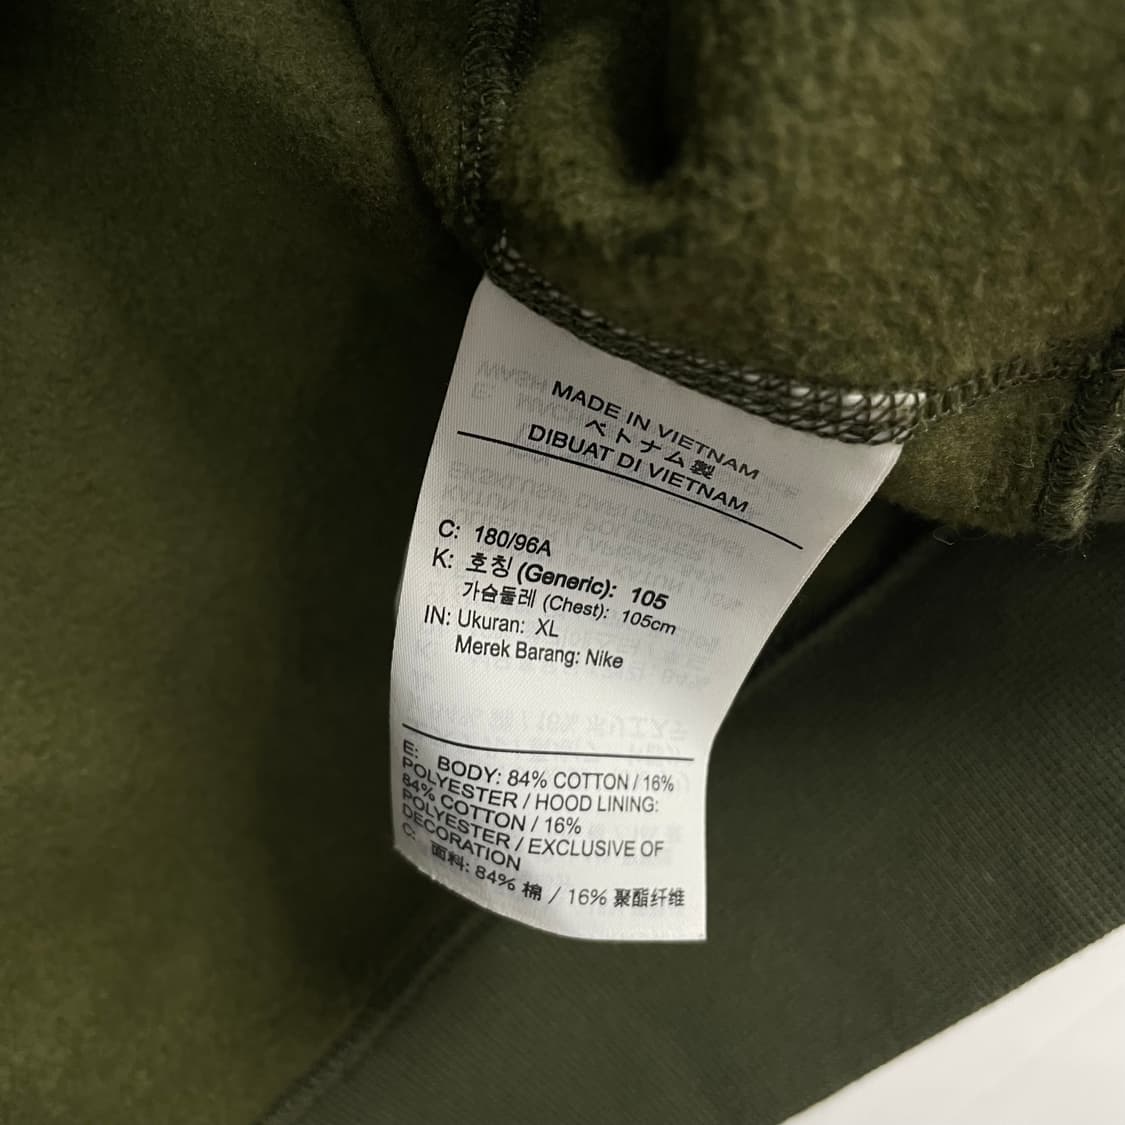 MADE IN VIETNAM
ベトナム製
DIBUAT DI VIETNAM
C: 180/96A
K: 호칭 (Generic): 105
가슴둘레 (Chest): 105cm
IN: Ukuran: XL
Merek Barang: Nike
E: BODY: 84% COTTON / 16%
POLYESTER / HOOD LINING:
84% COTTON / 16%
POLYESTER / EXCLUSIVE OF
DECORATION
C: 面料: 84% 棉 / 16% 聚酯纤维